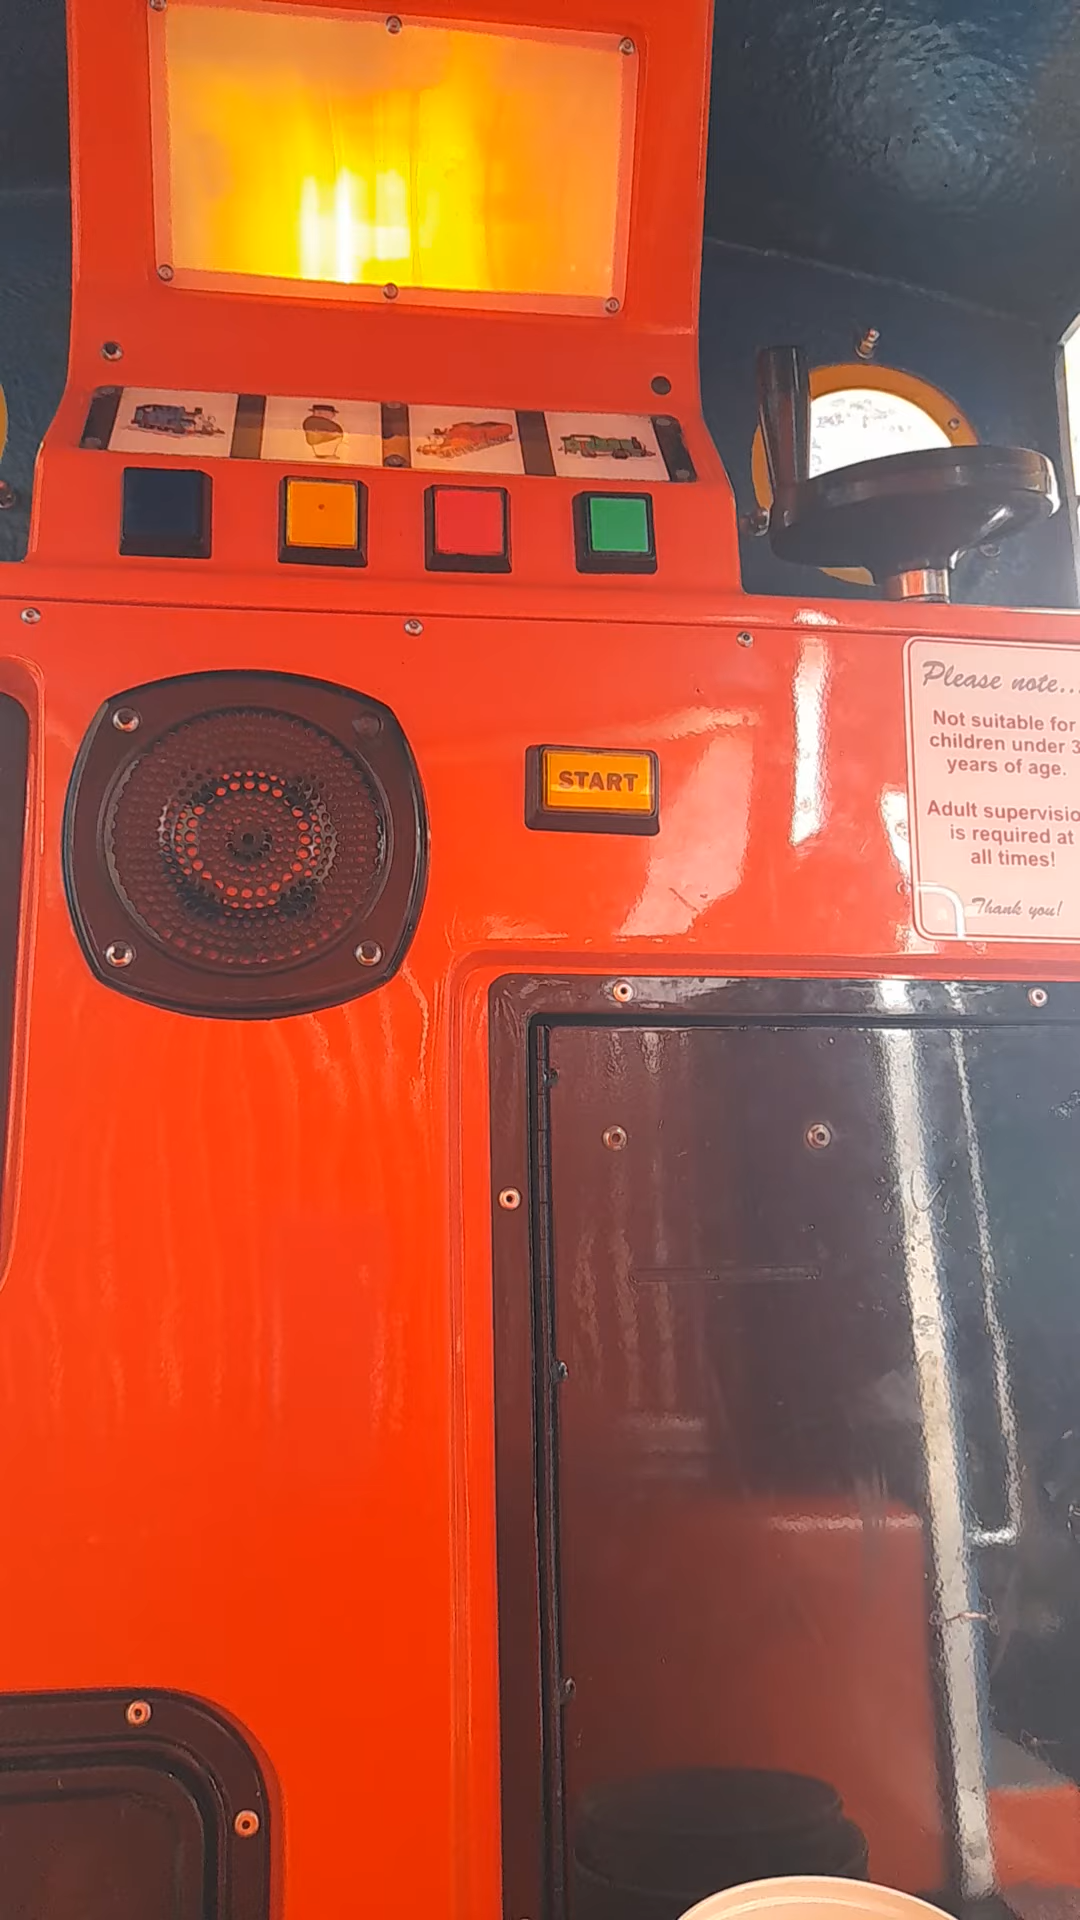 START
Please note...
Not suitable for
children under 3
years of age.
Adult supervisio
is required at
all times!
Thank you!